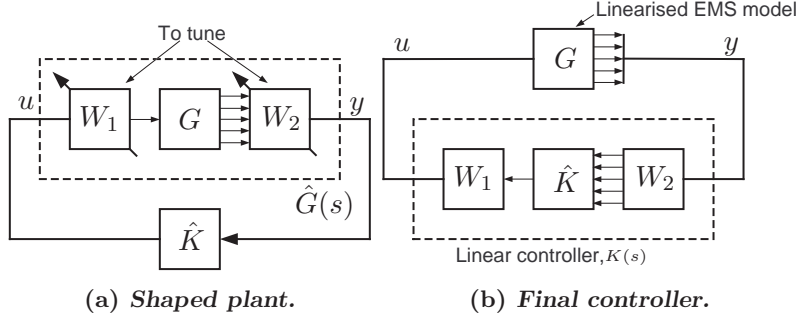 To tune
u
W1
G
W2
y
Ĝ(s)
K̂
(a) Shaped plant.
Linearised EMS model
u
G
y
W1
K̂
W2
Linear controller,K(s)
(b) Final controller.